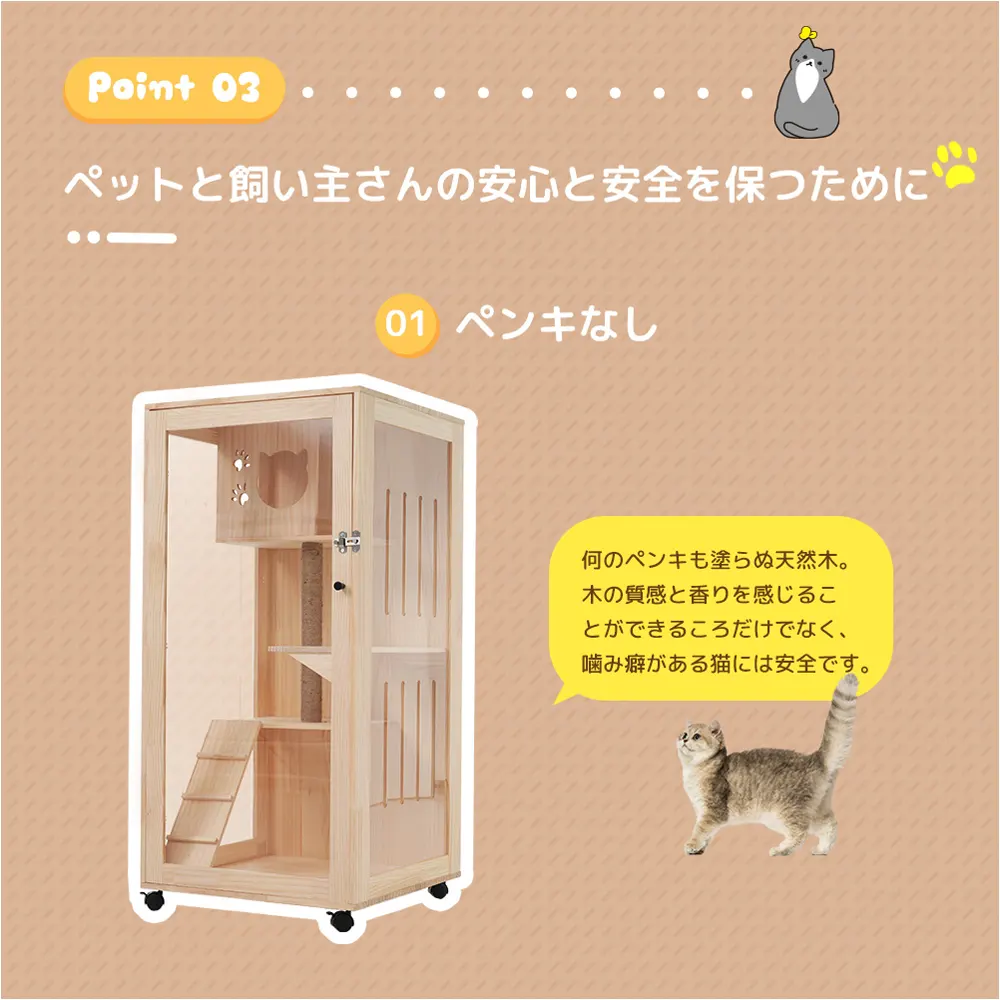 Point 03
ペットと飼い主さんの安心と安全を保つために
01 ペンキなし
何のペンキも塗らぬ天然木。
木の質感と香りを感じるこ
とができるころだけでなく、
噛み癖がある猫には安全です。